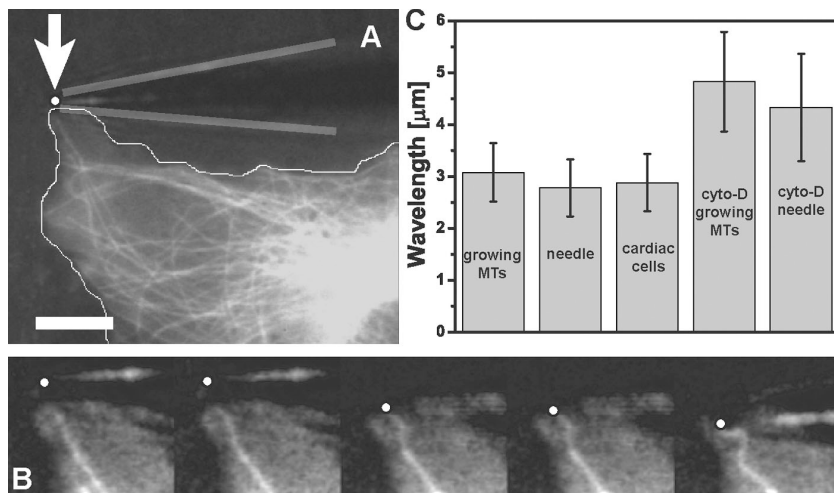 A
C
Wavelength [µm]
6
5
4
3
2
1
0
growing
MTs
needle
cardiac
cells
cyto-D
growing
MTs
cyto-D
needle
B